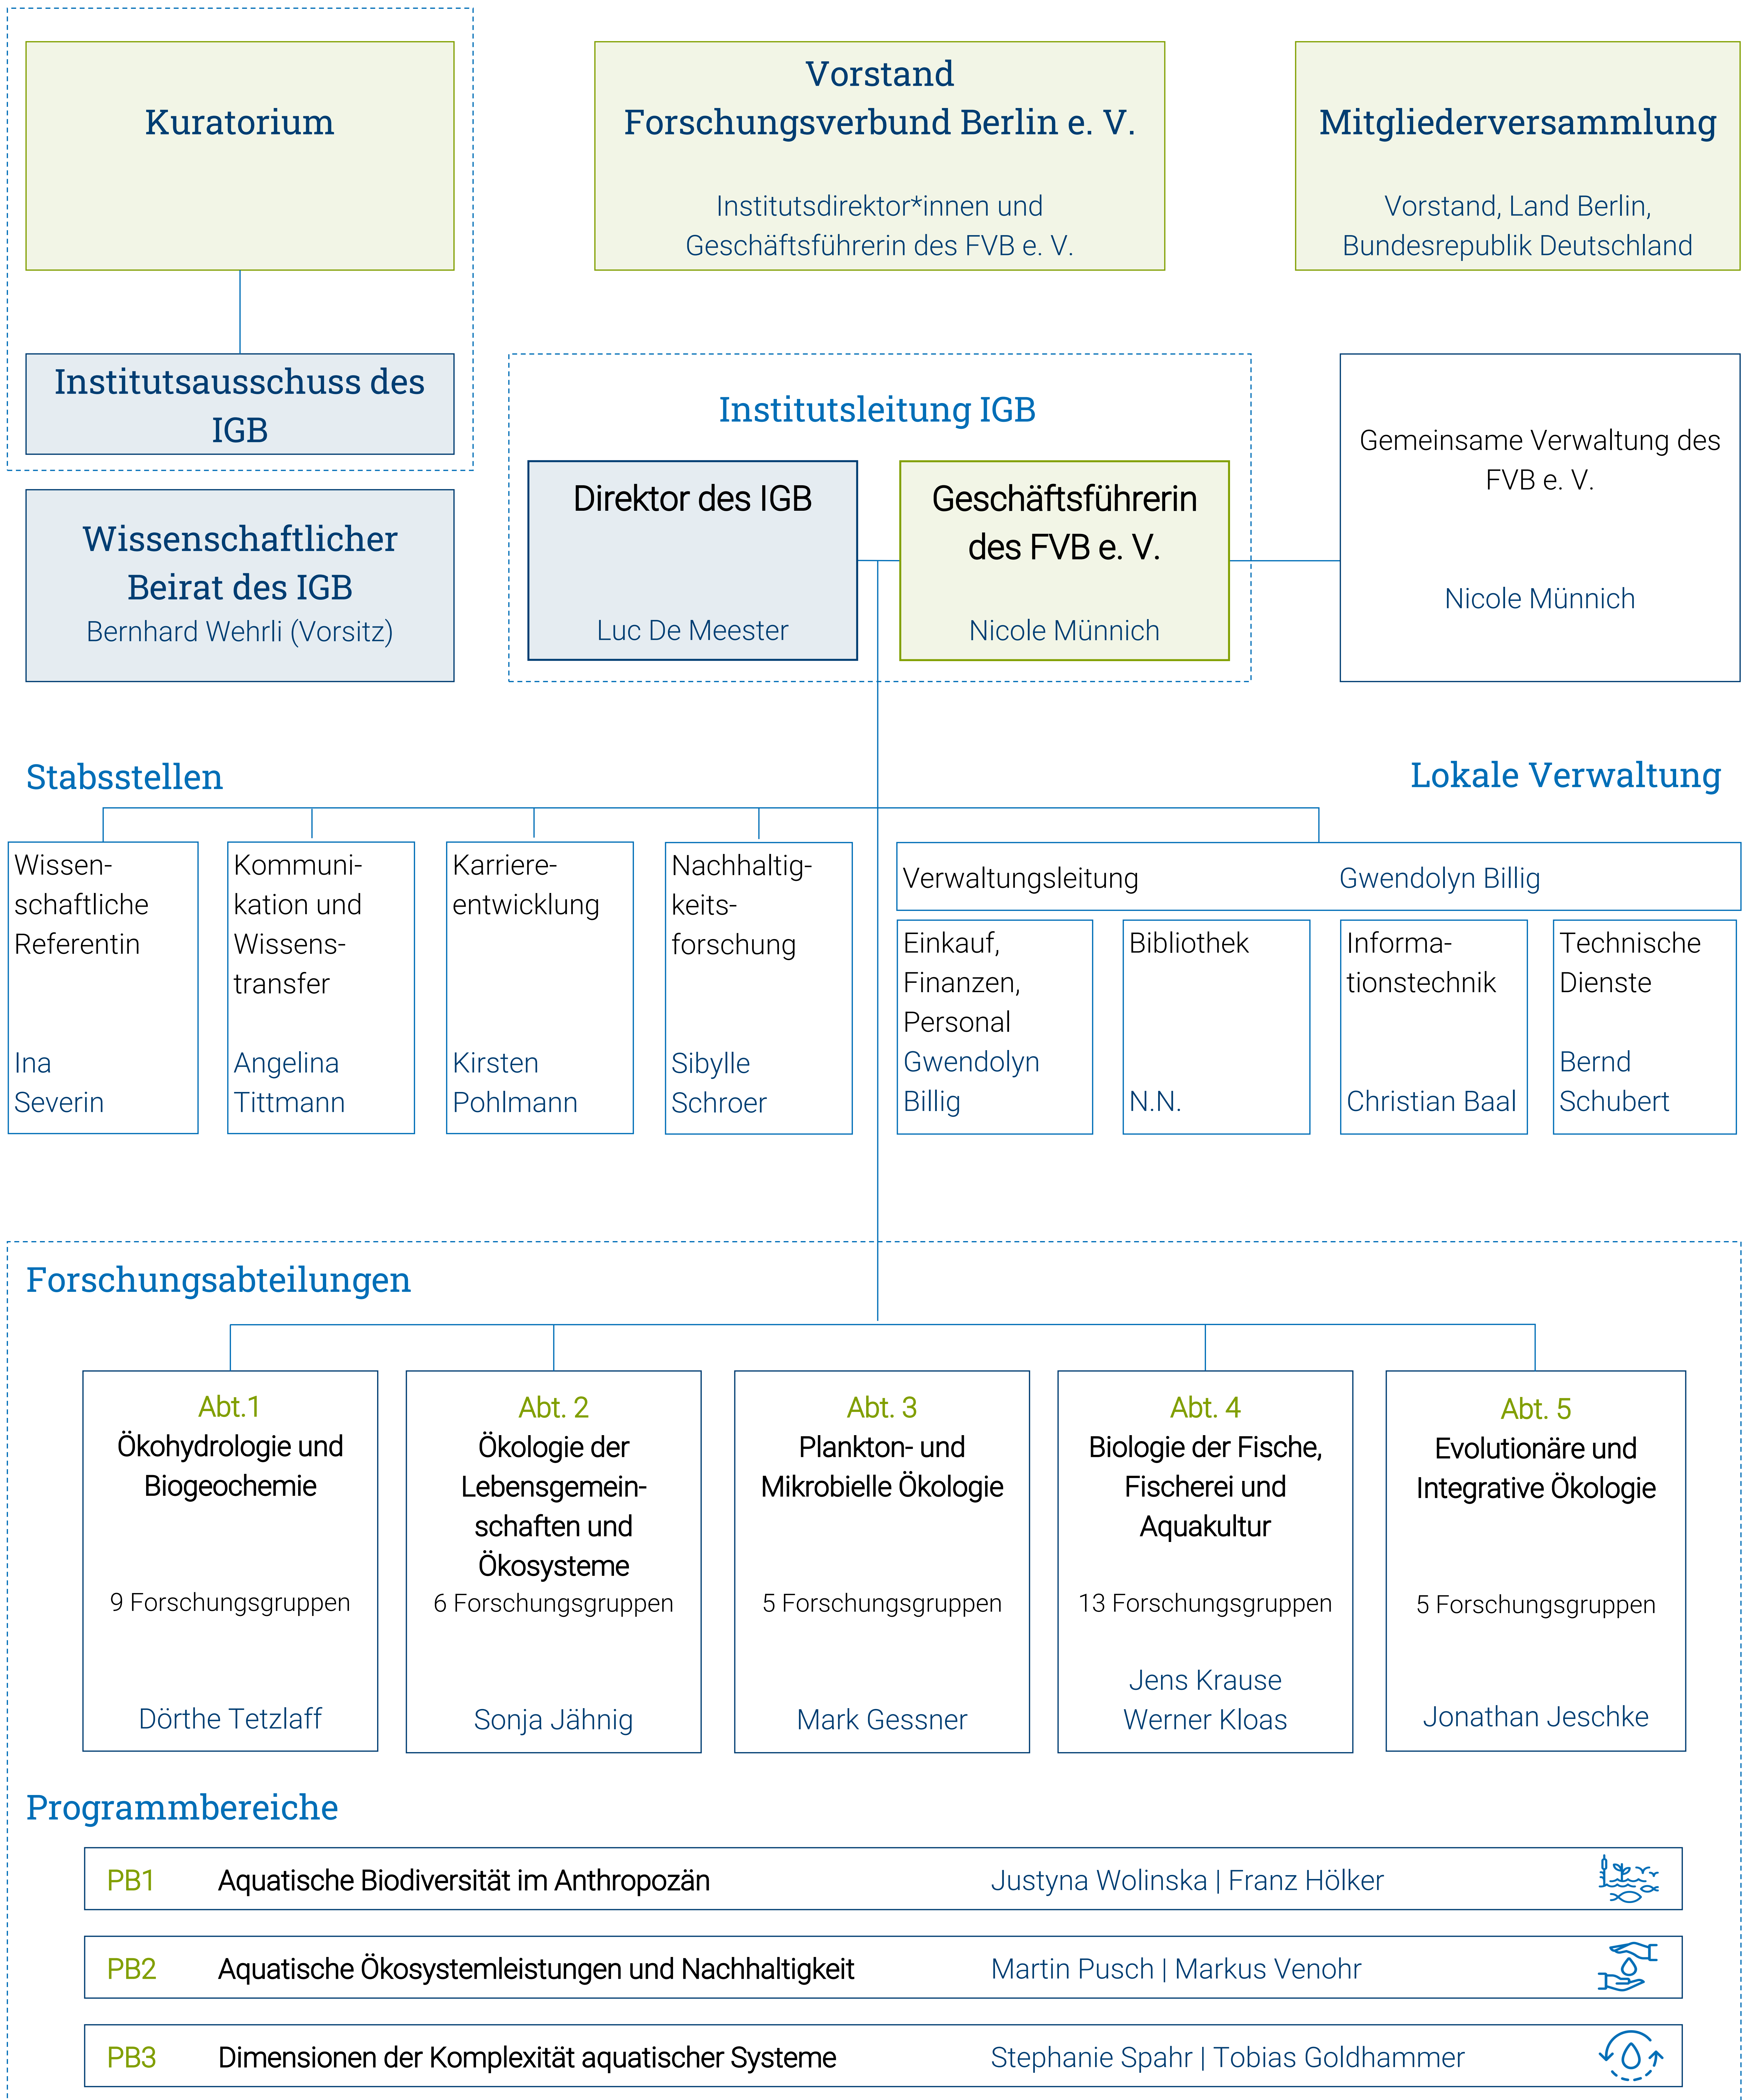 Kuratorium
Vorstand
Forschungsverbund Berlin e. V.
Institutsdirektor*innen und
Geschäftsführerin des FVB e. V.
Mitgliederversammlung
Vorstand, Land Berlin,
Bundesrepublik Deutschland
Institutsausschuss des
IGB
Wissenschaftlicher
Beirat des IGB
Bernhard Wehrli (Vorsitz)
Institutsleitung IGB
Direktor des IGB
Luc De Meester
Geschäftsführerin
des FVB e. V.
Nicole Münnich
Gemeinsame Verwaltung des
FVB e. V.
Nicole Münnich
Stabsstellen
Lokale Verwaltung
Wissen-
schaftliche
Referentin
Ina
Severin
Kommuni-
kation und
Wissens-
transfer
Angelina
Tittmann
Karriere-
entwicklung
Kirsten
Pohlmann
Nachhaltig-
keits-
forschung
Sibylle
Schroer
Verwaltungsleitung Gwendolyn Billig
Einkauf,
Finanzen,
Personal
Gwendolyn
Billig
Bibliothek
N.N.
Informa-
tionstechnik
Christian Baal
Technische
Dienste
Bernd
Schubert
Forschungsabteilungen
Abt.1
Ökohydrologie und
Biogeochemie
9 Forschungsgruppen
Dörthe Tetzlaff
Abt. 2
Ökologie der
Lebensgemein-
schaften und
Ökosysteme
6 Forschungsgruppen
Sonja Jähnig
Abt. 3
Plankton- und
Mikrobielle Ökologie
5 Forschungsgruppen
Mark Gessner
Abt. 4
Biologie der Fische,
Fischerei und
Aquakultur
13 Forschungsgruppen
Jens Krause
Werner Kloas
Abt. 5
Evolutionäre und
Integrative Ökologie
5 Forschungsgruppen
Jonathan Jeschke
Programmbereiche
PB1 Aquatische Biodiversität im Anthropozän Justyna Wolinska | Franz Hölker
PB2 Aquatische Ökosystemleistungen und Nachhaltigkeit Martin Pusch | Markus Venohr
PB3 Dimensionen der Komplexität aquatischer Systeme Stephanie Spahr | Tobias Goldhammer